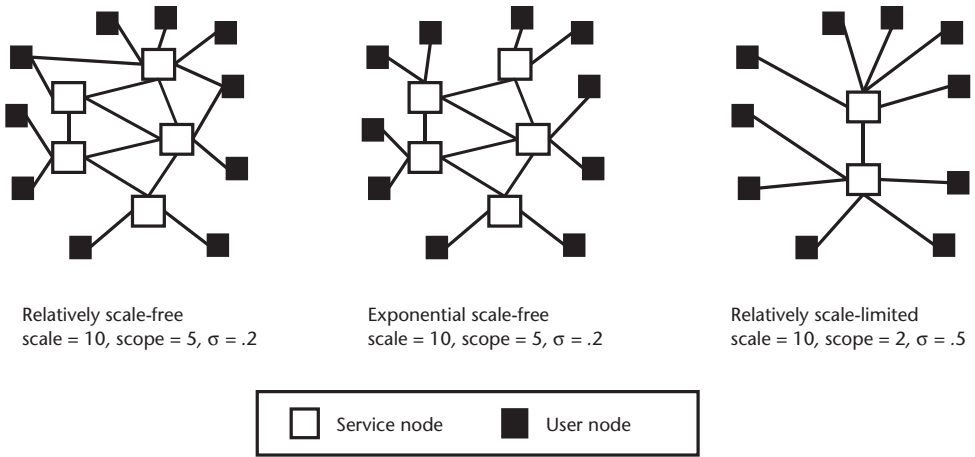 Relatively scale-free
scale = 10, scope = 5, σ = .2
Exponential scale-free
scale = 10, scope = 5, σ = .2
Relatively scale-limited
scale = 10, scope = 2, σ = .5
Service node
User node